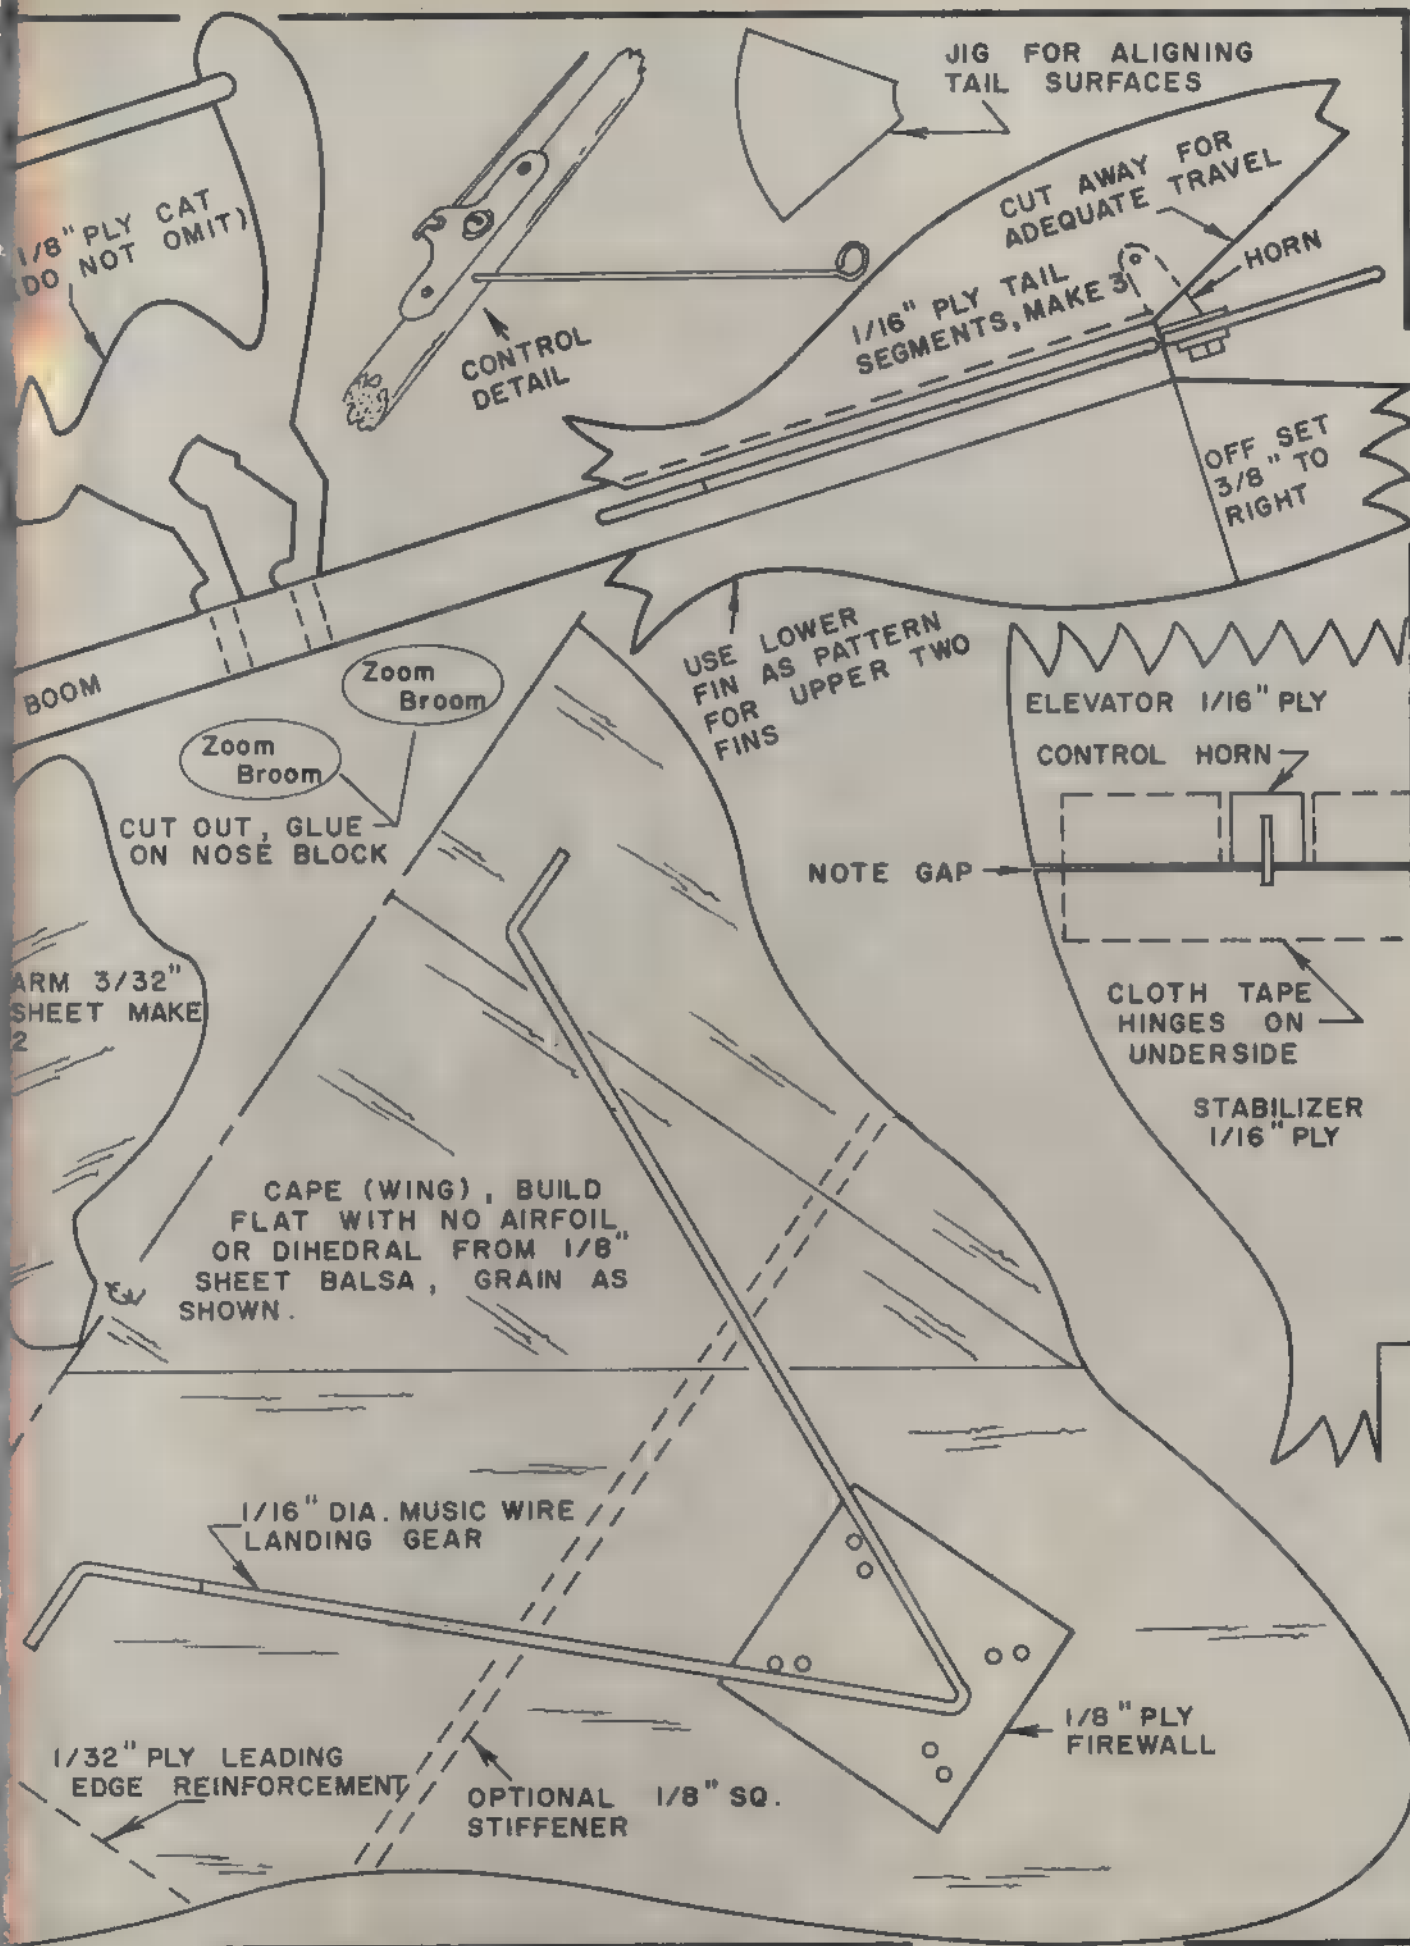 JIG FOR ALIGNING
TAIL SURFACES
CUT AWAY FOR
ADEQUATE TRAVEL
HORN
1/8" PLY CAT
(DO NOT OMIT)
1/16" PLY TAIL
SEGMENTS, MAKE 3
CONTROL
DETAIL
OFF SET
3/8" TO
RIGHT
USE LOWER
FIN AS PATTERN
FOR UPPER TWO
FINS
BOOM
Zoom
Broom
Zoom
Broom
CUT OUT, GLUE
ON NOSE BLOCK
ELEVATOR 1/16" PLY
CONTROL HORN
NOTE GAP
CLOTH TAPE
HINGES ON
UNDERSIDE
STABILIZER
1/16" PLY
ARM 3/32"
SHEET MAKE
2
CAPE (WING), BUILD
FLAT WITH NO AIRFOIL
OR DIHEDRAL FROM 1/8"
SHEET BALSA, GRAIN AS
SHOWN.
1/16" DIA. MUSIC WIRE
LANDING GEAR
1/8" PLY
FIREWALL
1/32" PLY LEADING
EDGE REINFORCEMENT
OPTIONAL 1/8" SQ.
STIFFENER